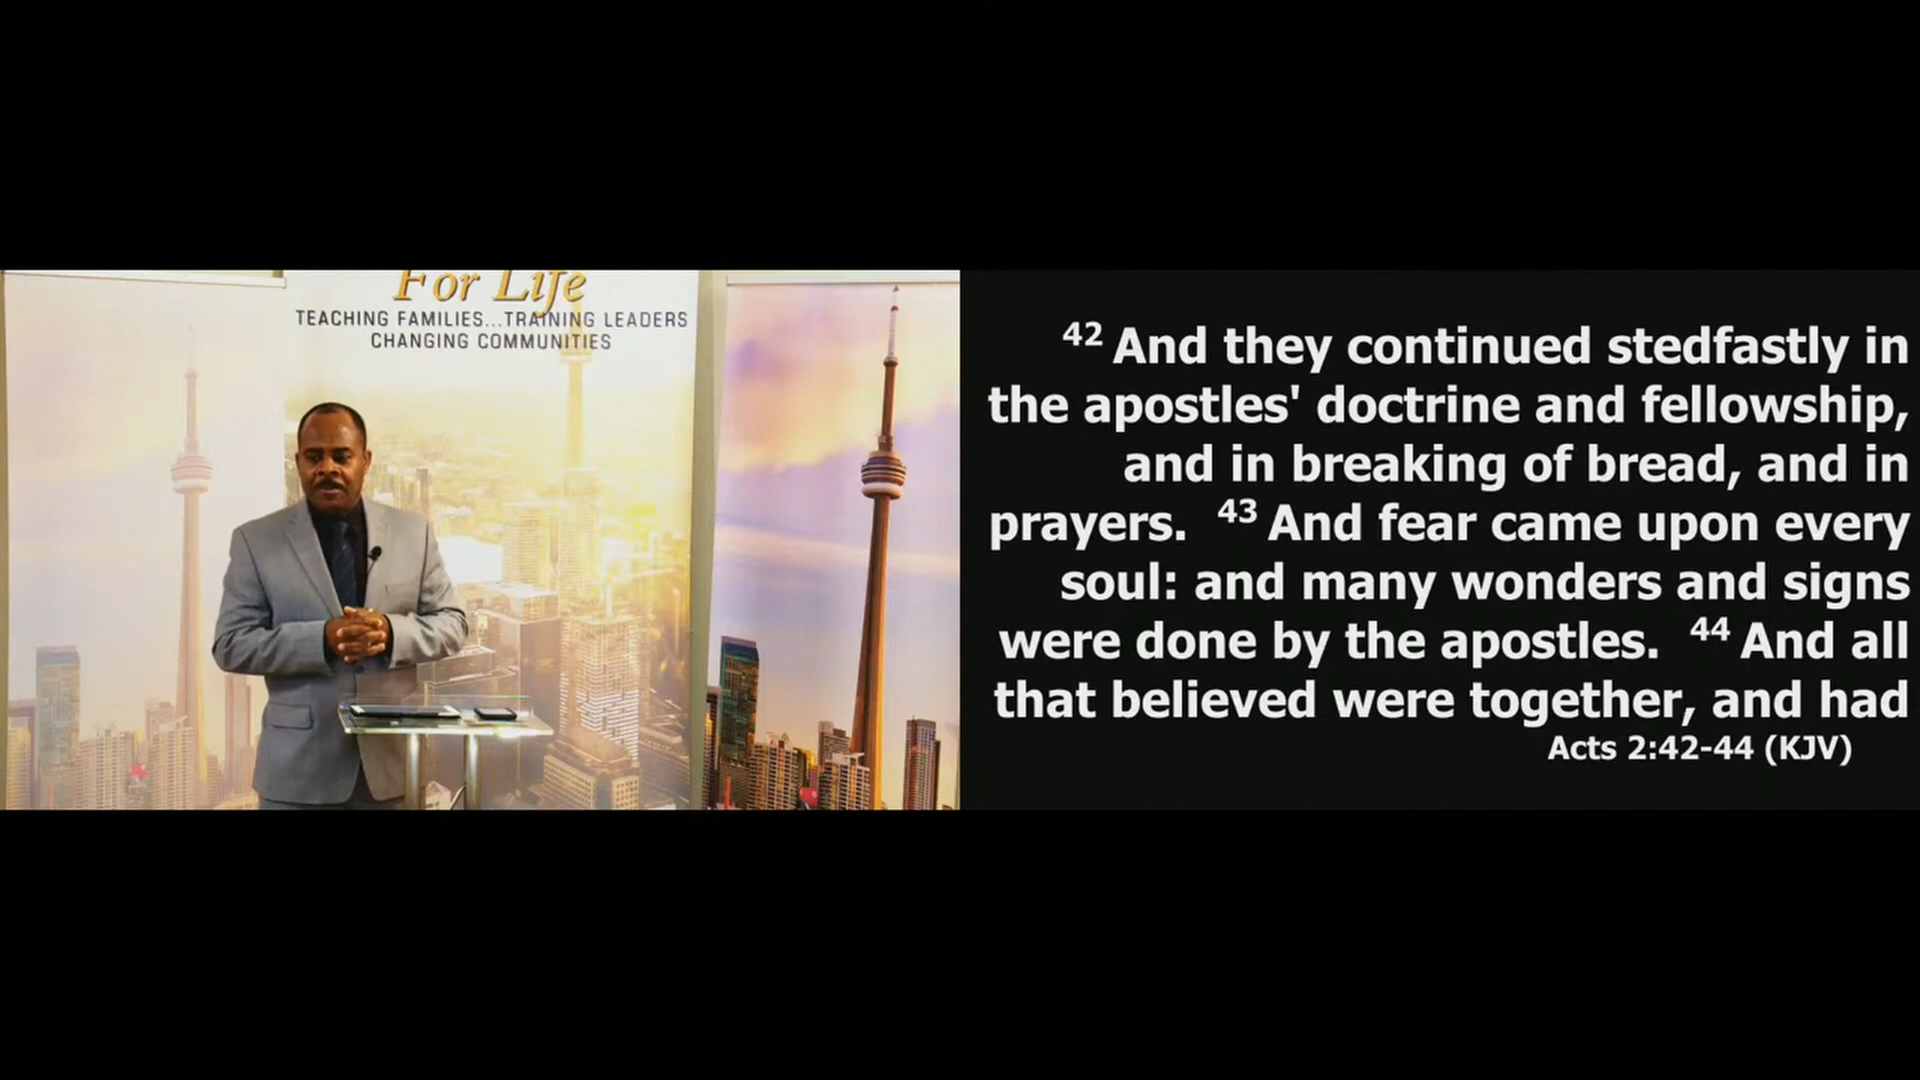 For Life
TEACHING FAMILIES...TRAINING LEADERS
CHANGING COMMUNITIES
42 And they continued stedfastly in
the apostles' doctrine and fellowship,
and in breaking of bread, and in
prayers. 43 And fear came upon every
soul: and many wonders and signs
were done by the apostles. 44 And all
that believed were together, and had
Acts 2:42-44 (KJV)